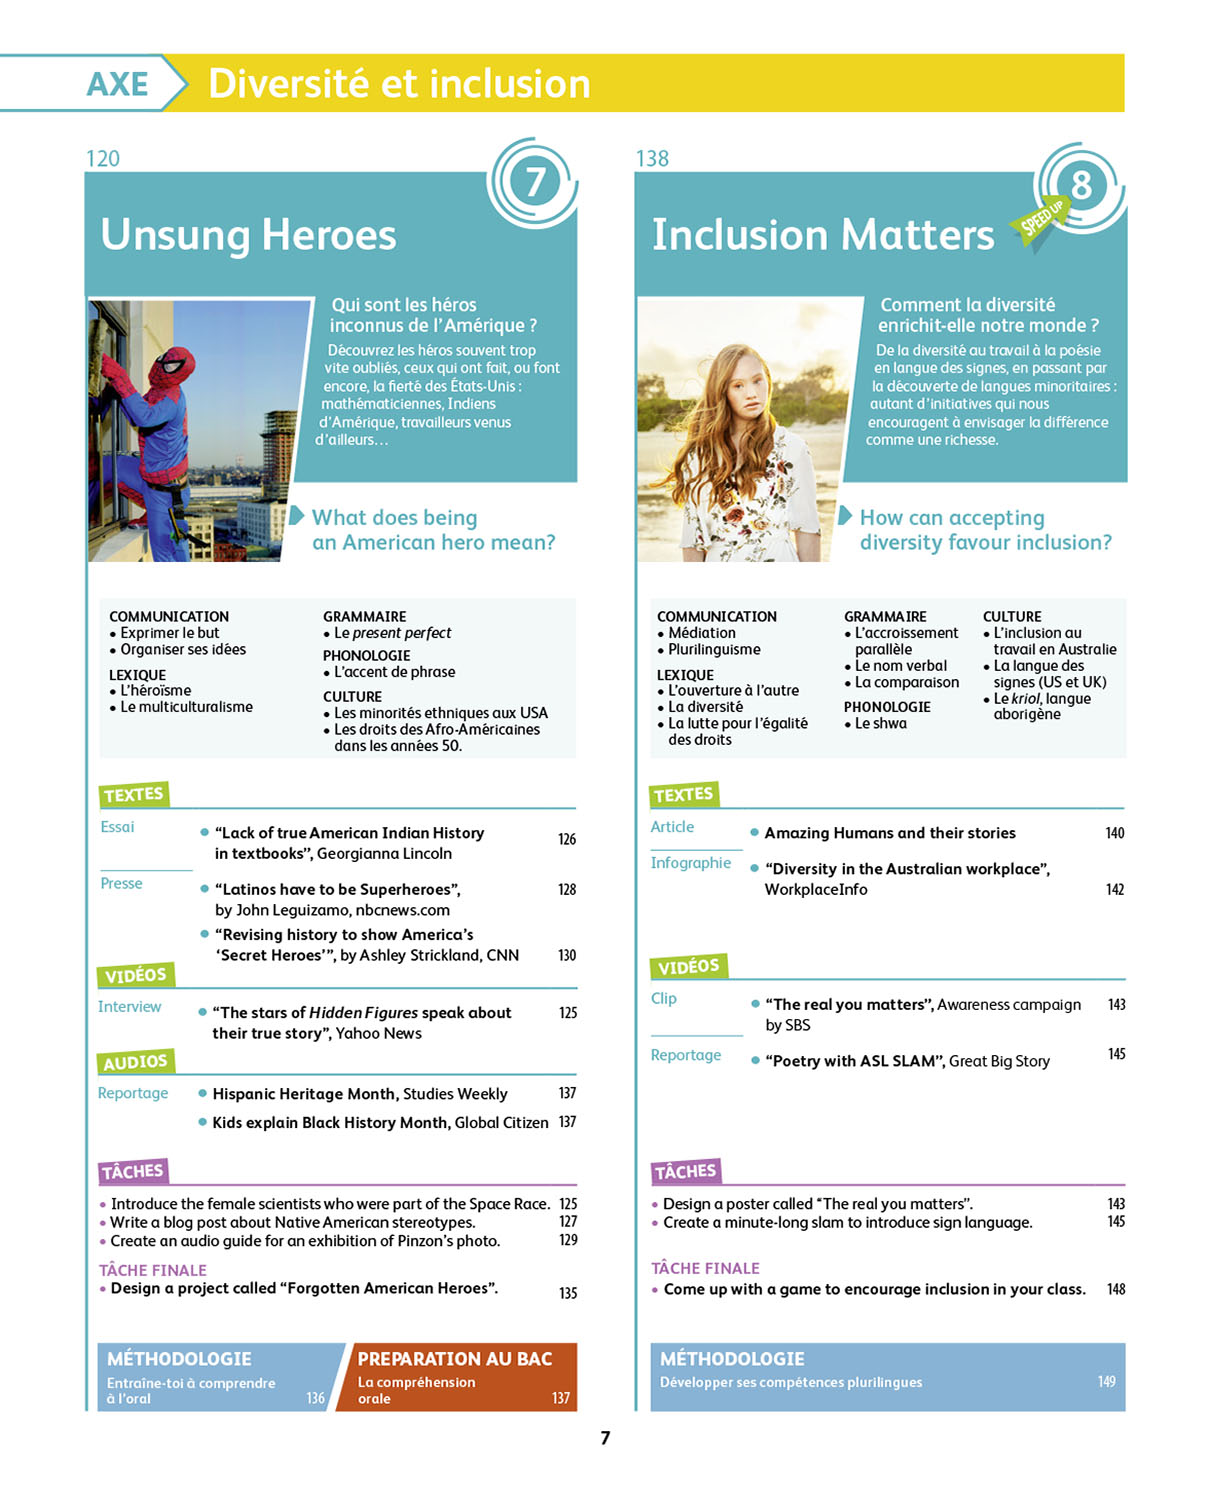 AXE
Diversité et inclusion
120
7
Unsung Heroes
Qui sont les héros
inconnus de l'Amérique ?
Découvrez les héros souvent trop
vite oubliés, ceux qui ont fait, ou font
encore, la fierté des États-Unis :
mathématiciennes, Indiens
d'Amérique, travailleurs venus
d'ailleurs…
What does being
an American hero mean?
COMMUNICATION
• Exprimer le but
• Organiser ses idées
LEXIQUE
• L'héroïsme
• Le multiculturalisme
GRAMMAIRE
• Le present perfect
PHONOLOGIE
• L'accent de phrase
CULTURE
• Les minorités ethniques aux USA
• Les droits des Afro-Américaines
dans les années 50.
TEXTES
Essai
• “Lack of true American Indian History
in textbooks”, Georgianna Lincoln 126
Presse
• “Latinos have to be Superheroes”, 128
by John Leguizamo, nbcnews.com
• “Revising history to show America's
‘Secret Heroes’”, by Ashley Strickland, CNN 130
VIDÉOS
Interview
• “The stars of Hidden Figures speak about 125
their true story”, Yahoo News
AUDIOS
Reportage
• Hispanic Heritage Month, Studies Weekly 137
• Kids explain Black History Month, Global Citizen 137
TÂCHES
• Introduce the female scientists who were part of the Space Race. 125
• Write a blog post about Native American stereotypes. 127
• Create an audio guide for an exhibition of Pinzon's photo. 129
TÂCHE FINALE
• Design a project called “Forgotten American Heroes”. 135
MÉTHODOLOGIE
Entraîne-toi à comprendre
à l'oral 136
PREPARATION AU BAC
La compréhension
orale 137
138
8
SPEED UP
Inclusion Matters
Comment la diversité
enrichit-elle notre monde ?
De la diversité au travail à la poésie
en langue des signes, en passant par
la découverte de langues minoritaires :
autant d'initiatives qui nous
encouragent à envisager la différence
comme une richesse.
How can accepting
diversity favour inclusion?
COMMUNICATION
• Médiation
• Plurilinguisme
LEXIQUE
• L'ouverture à l'autre
• La diversité
• La lutte pour l'égalité
des droits
GRAMMAIRE
• L'accroissement
parallèle
• Le nom verbal
• La comparaison
PHONOLOGIE
• Le shwa
CULTURE
• L'inclusion au
travail en Australie
• La langue des
signes (US et UK)
• Le kriol, langue
aborigène
TEXTES
Article
• Amazing Humans and their stories 140
Infographie
• “Diversity in the Australian workplace”,
WorkplaceInfo 142
VIDÉOS
Clip
• “The real you matters”, Awareness campaign 143
by SBS
Reportage
• “Poetry with ASL SLAM”, Great Big Story 145
TÂCHES
• Design a poster called “The real you matters”. 143
• Create a minute-long slam to introduce sign language. 145
TÂCHE FINALE
• Come up with a game to encourage inclusion in your class. 148
MÉTHODOLOGIE
Développer ses compétences plurilingues 149
7